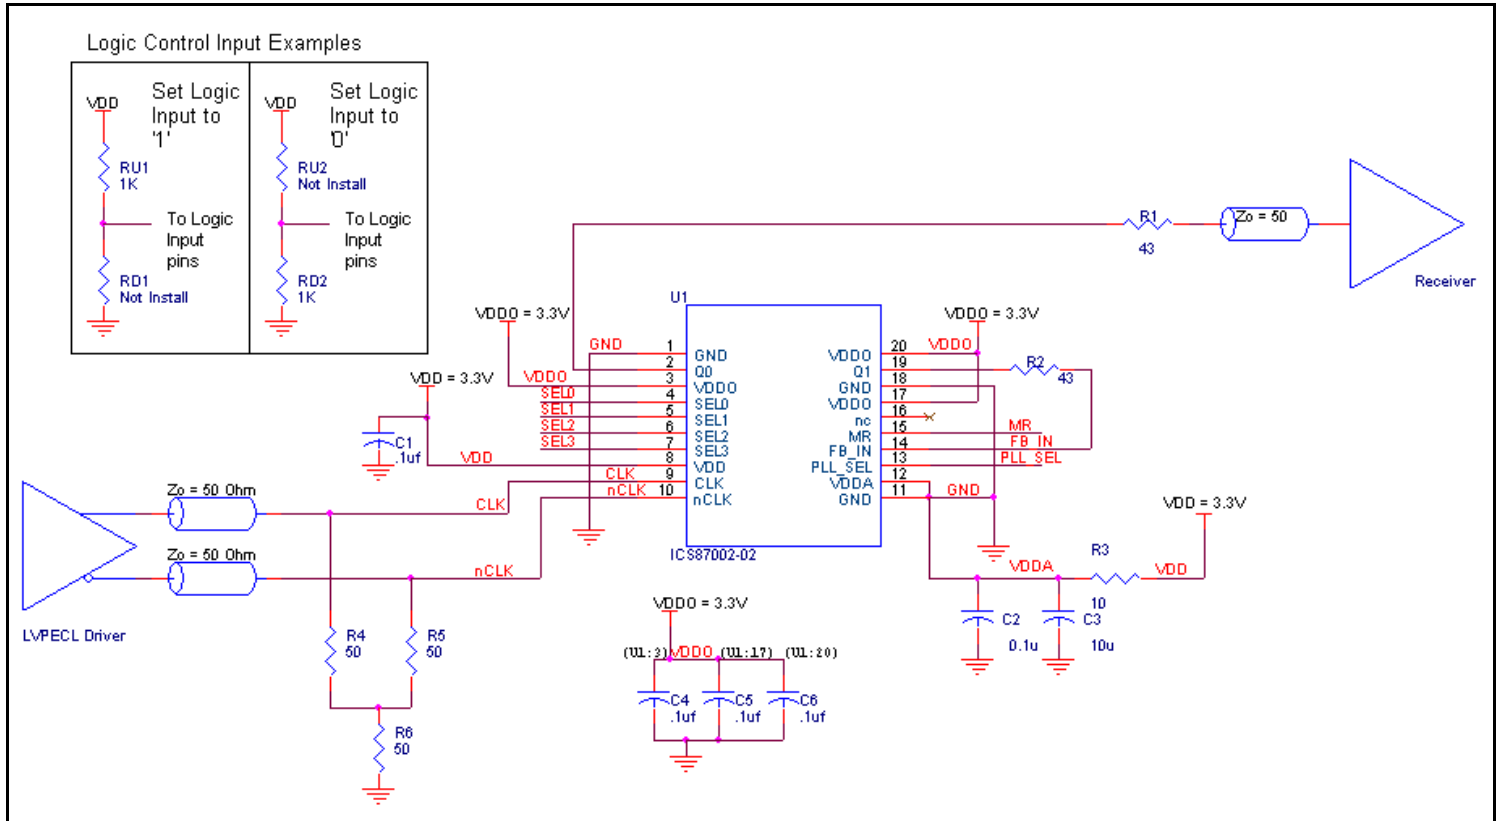 Logic Control Input Examples
VDD
Set Logic
Input to
'1'
RU1
1K
To Logic
Input
pins
RD1
Not Install
VDD
Set Logic
Input to
'0'
RU2
Not Install
To Logic
Input
pins
RD2
1K
R1
43
Zo = 50
Receiver
U1
VDDO = 3.3V
VDDO = 3.3V
VDD = 3.3V
GND
VDDO
SEL0
SEL1
SEL2
SEL3
VDD
CLK
nCLK
1
2
3
4
5
6
7
8
9
10
GND
Q0
VDDO
SEL0
SEL1
SEL2
SEL3
VDD
CLK
nCLK
VDDO
Q1
GND
VDDO
nc
MR
FB_IN
PLL_SEL
VDDA
GND
20
19
18
17
16
15
14
13
12
11
VDDO
R2
43
MR
FB_IN
PLL_SEL
GND
ICS87002-02
C1
.1uf
Zo = 50 Ohm
CLK
Zo = 50 Ohm
nCLK
LVPECL Driver
R4
50
R5
50
R6
50
VDD = 3.3V
R3
10
VDDA
VDD
C2
0.1u
C3
10u
VDDO = 3.3V
(U1:3)
VDDO
(U1:17)
(U1:20)
C4
.1uf
C5
.1uf
C6
.1uf